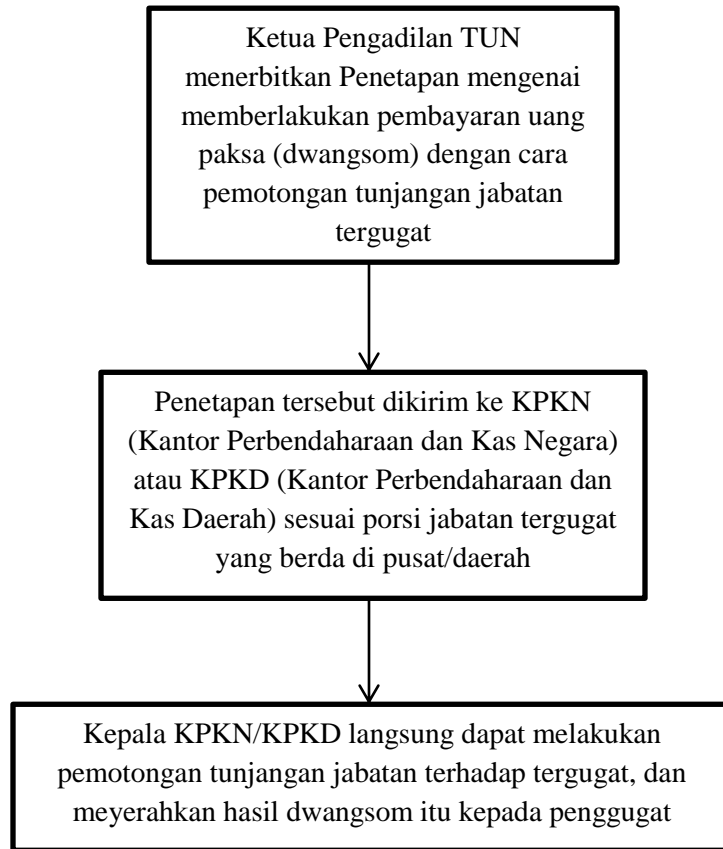 Ketua Pengadilan TUN
menerbitkan Penetapan mengenai
memberlakukan pembayaran uang
paksa (dwangsom) dengan cara
pemotongan tunjangan jabatan
tergugat
Penetapan tersebut dikirim ke KPKN
(Kantor Perbendaharaan dan Kas Negara)
atau KPKD (Kantor Perbendaharaan dan
Kas Daerah) sesuai porsi jabatan tergugat
yang berda di pusat/daerah
Kepala KPKN/KPKD langsung dapat melakukan
pemotongan tunjangan jabatan terhadap tergugat, dan
meyerahkan hasil dwangsom itu kepada penggugat